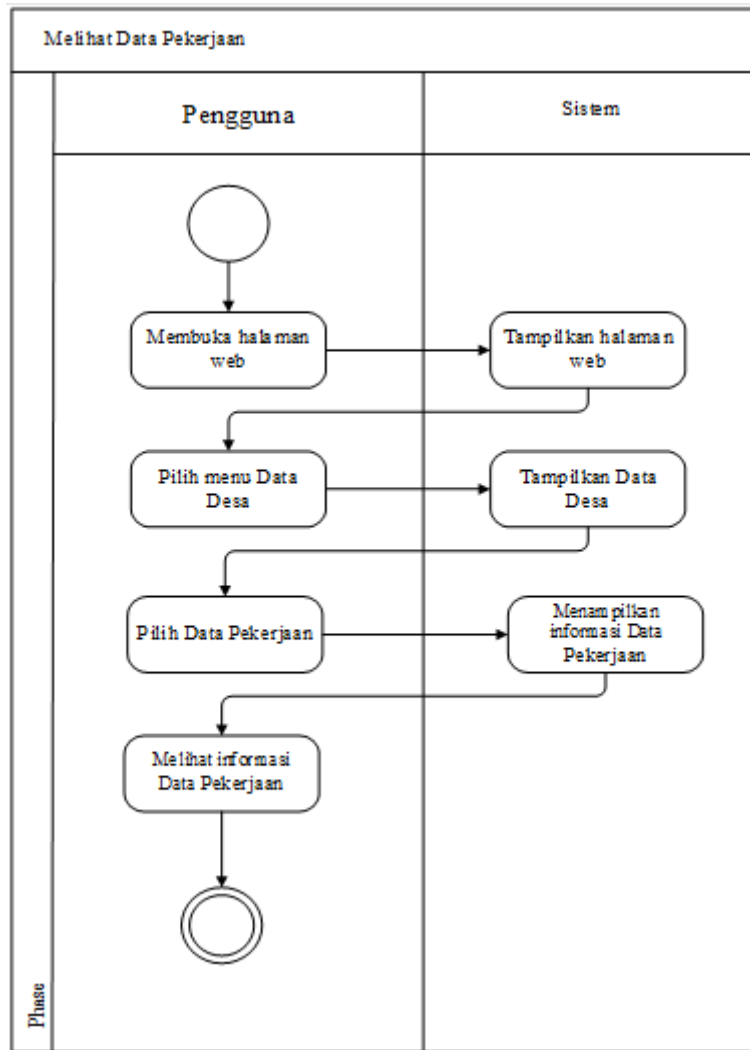 Melihat Data Pekerjaan
Pengguna
Sistem
Membuka halaman
web
Tampilkan halaman
web
Pilih menu Data
Desa
Tampilkan Data
Desa
Pilih Data Pekerjaan
Menampilkan
informasi Data
Pekerjaan
Melihat informasi
Data Pekerjaan
Phase